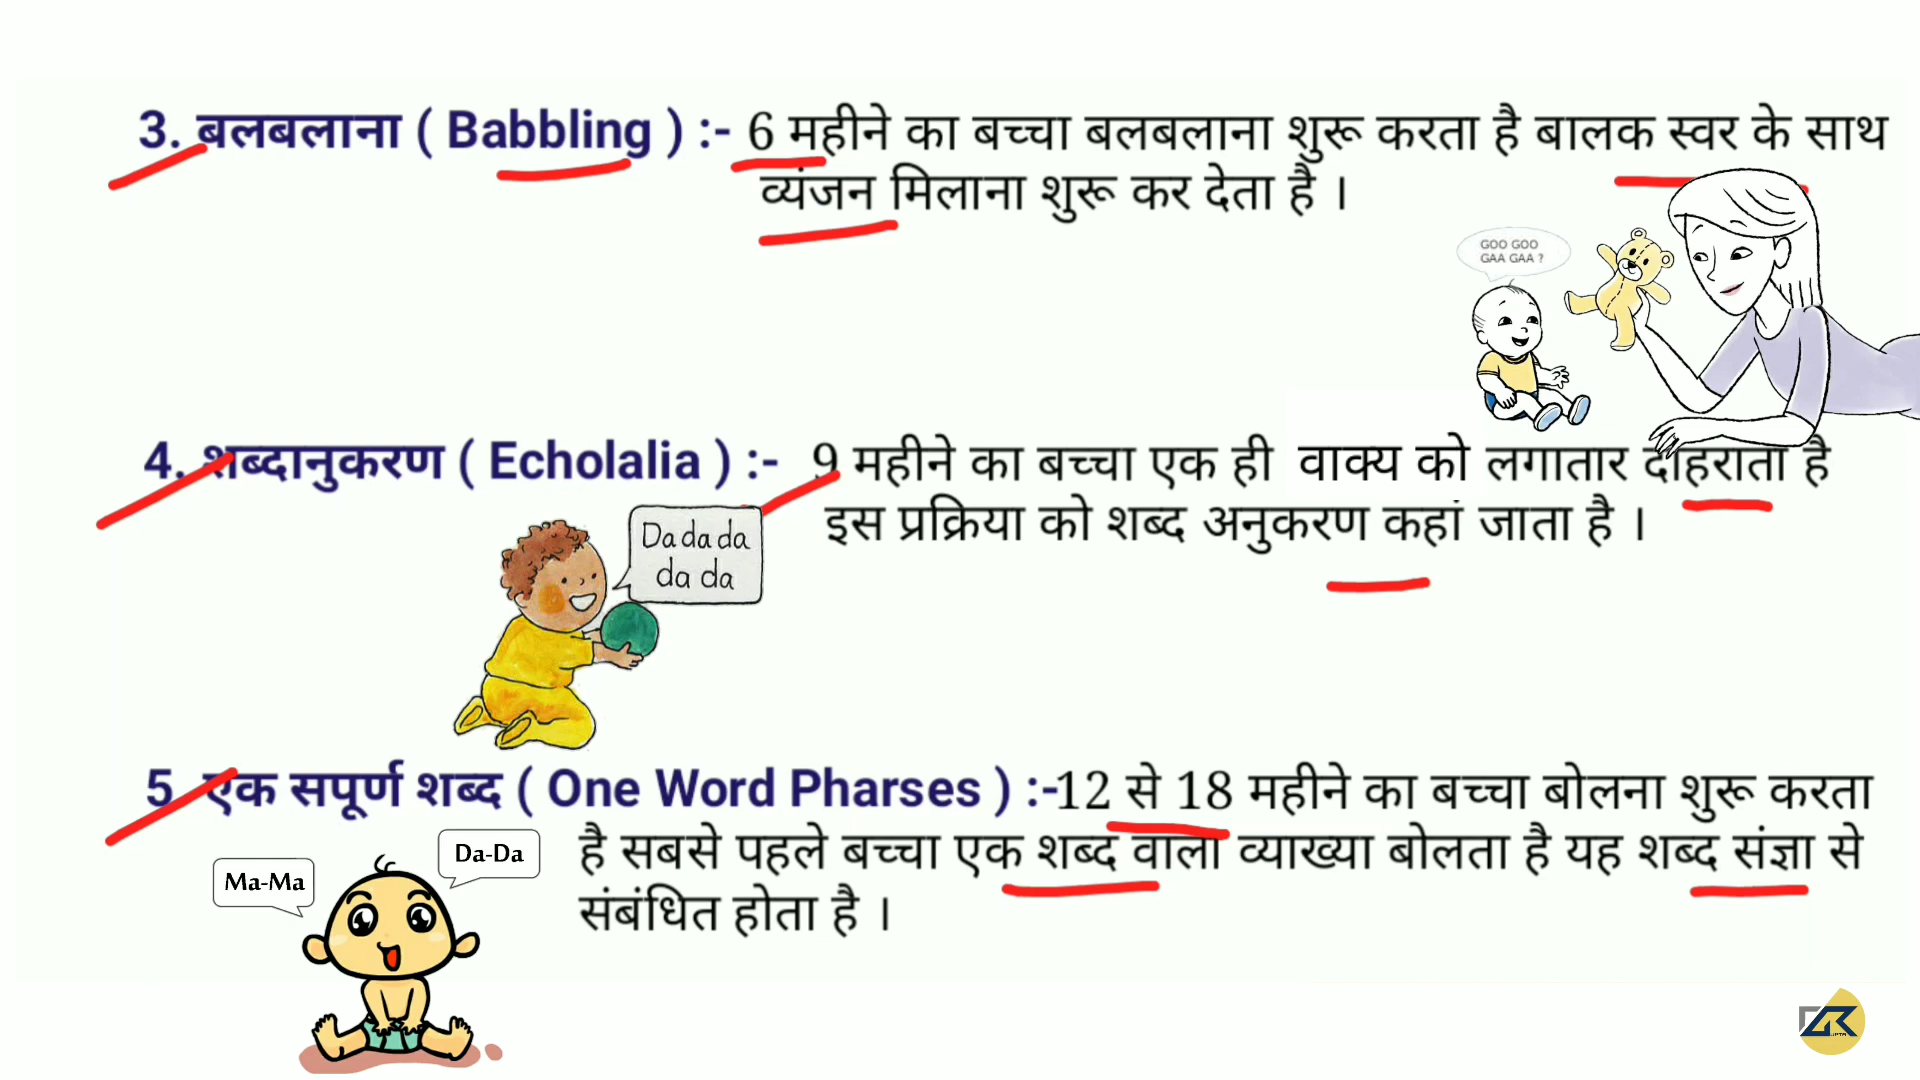 3. बलबलाना ( Babbling ) :- 6 महीने का बच्चा बलबलाना शुरू करता है बालक स्वर के साथ
व्यंजन मिलाना शुरू कर देता है ।
GOO GOO
GAA GAA ?
4. शब्दानुकरण ( Echolalia ) :- 9 महीने का बच्चा एक ही वाक्य को लगातार दोहराता है
इस प्रक्रिया को शब्द अनुकरण कहां जाता है ।
Da da da
da da
5. एक सपूर्ण शब्द ( One Word Pharses ) :-12 से 18 महीने का बच्चा बोलना शुरू करता
है सबसे पहले बच्चा एक शब्द वाला व्याख्या बोलता है यह शब्द संज्ञा से
संबंधित होता है ।
Ma-Ma
Da-Da